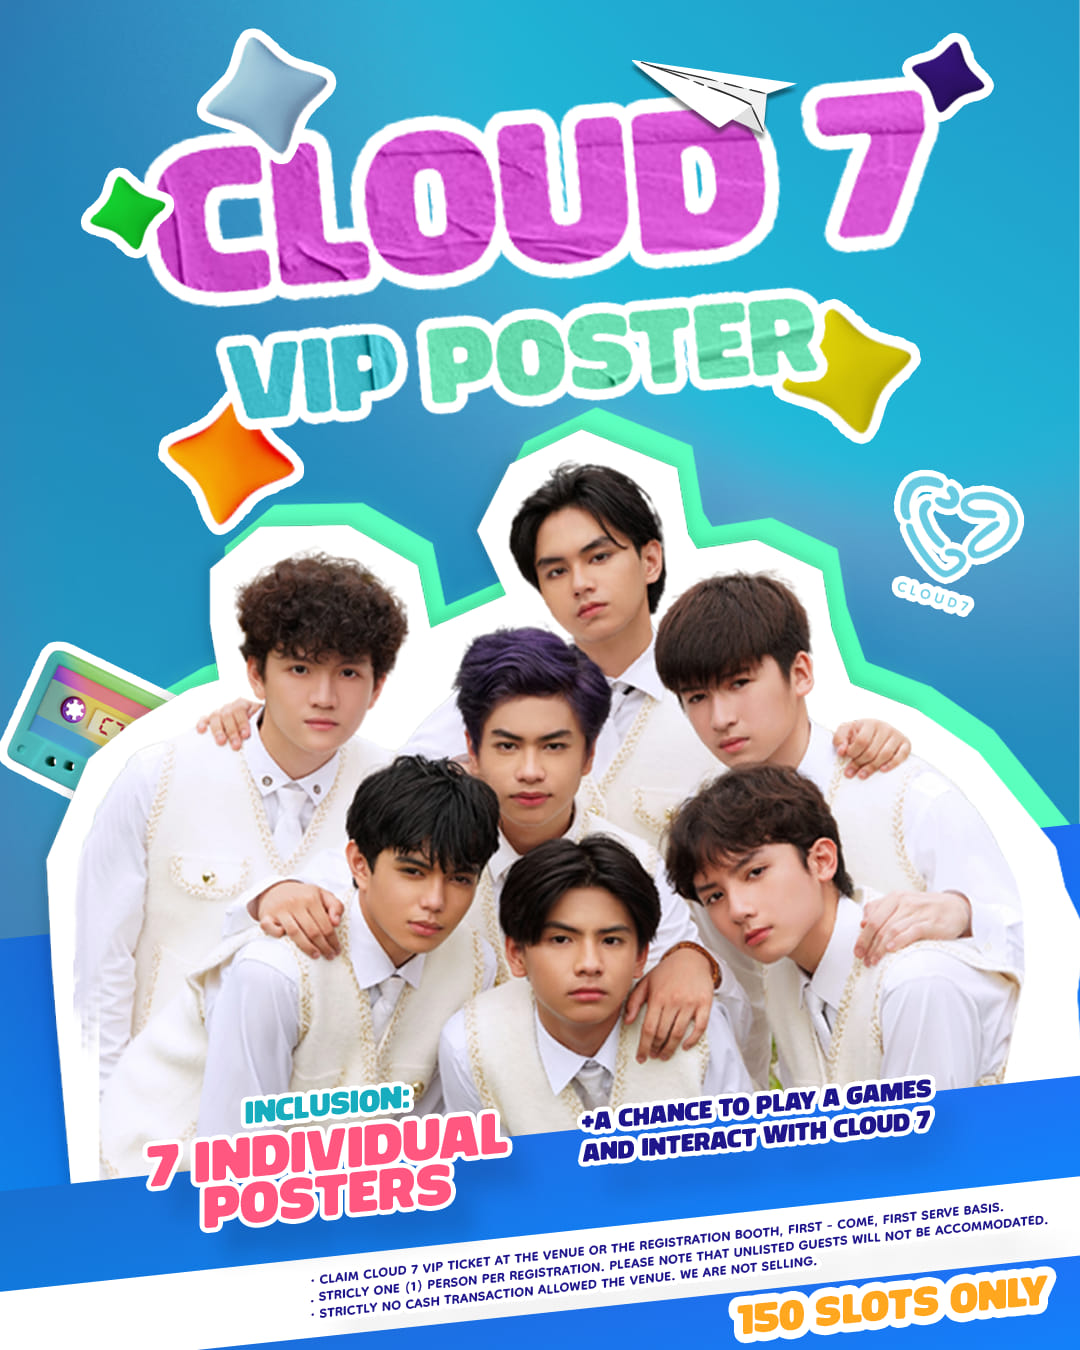 CLOUD 7
VIP POSTER
CLOUD7
C7
INCLUSION:
7 INDIVIDUAL
POSTERS
+A CHANCE TO PLAY A GAMES
AND INTERACT WITH CLOUD 7
· CLAIM CLOUD 7 VIP TICKET AT THE VENUE OR THE REGISTRATION BOOTH, FIRST - COME, FIRST SERVE BASIS.
· STRICLY ONE (1) PERSON PER REGISTRATION. PLEASE NOTE THAT UNLISTED GUESTS WILL NOT BE ACCOMMODATED.
· STRICTLY NO CASH TRANSACTION ALLOWED THE VENUE. WE ARE NOT SELLING.
150 SLOTS ONLY